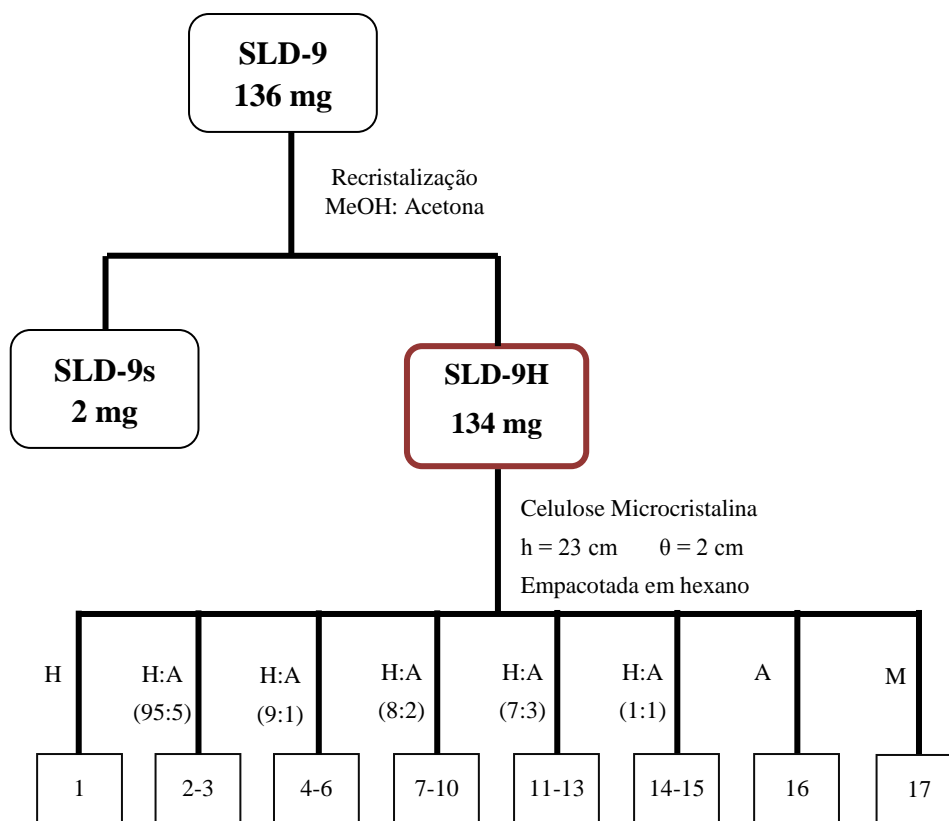 SLD-9
136 mg
Recristalização
MeOH: Acetona
SLD-9s
2 mg
SLD-9H
134 mg
Celulose Microcristalina
h = 23 cm θ = 2 cm
Empacotada em hexano
H
H:A
(95:5)
H:A
(9:1)
H:A
(8:2)
H:A
(7:3)
H:A
(1:1)
A
M
1
2-3
4-6
7-10
11-13
14-15
16
17